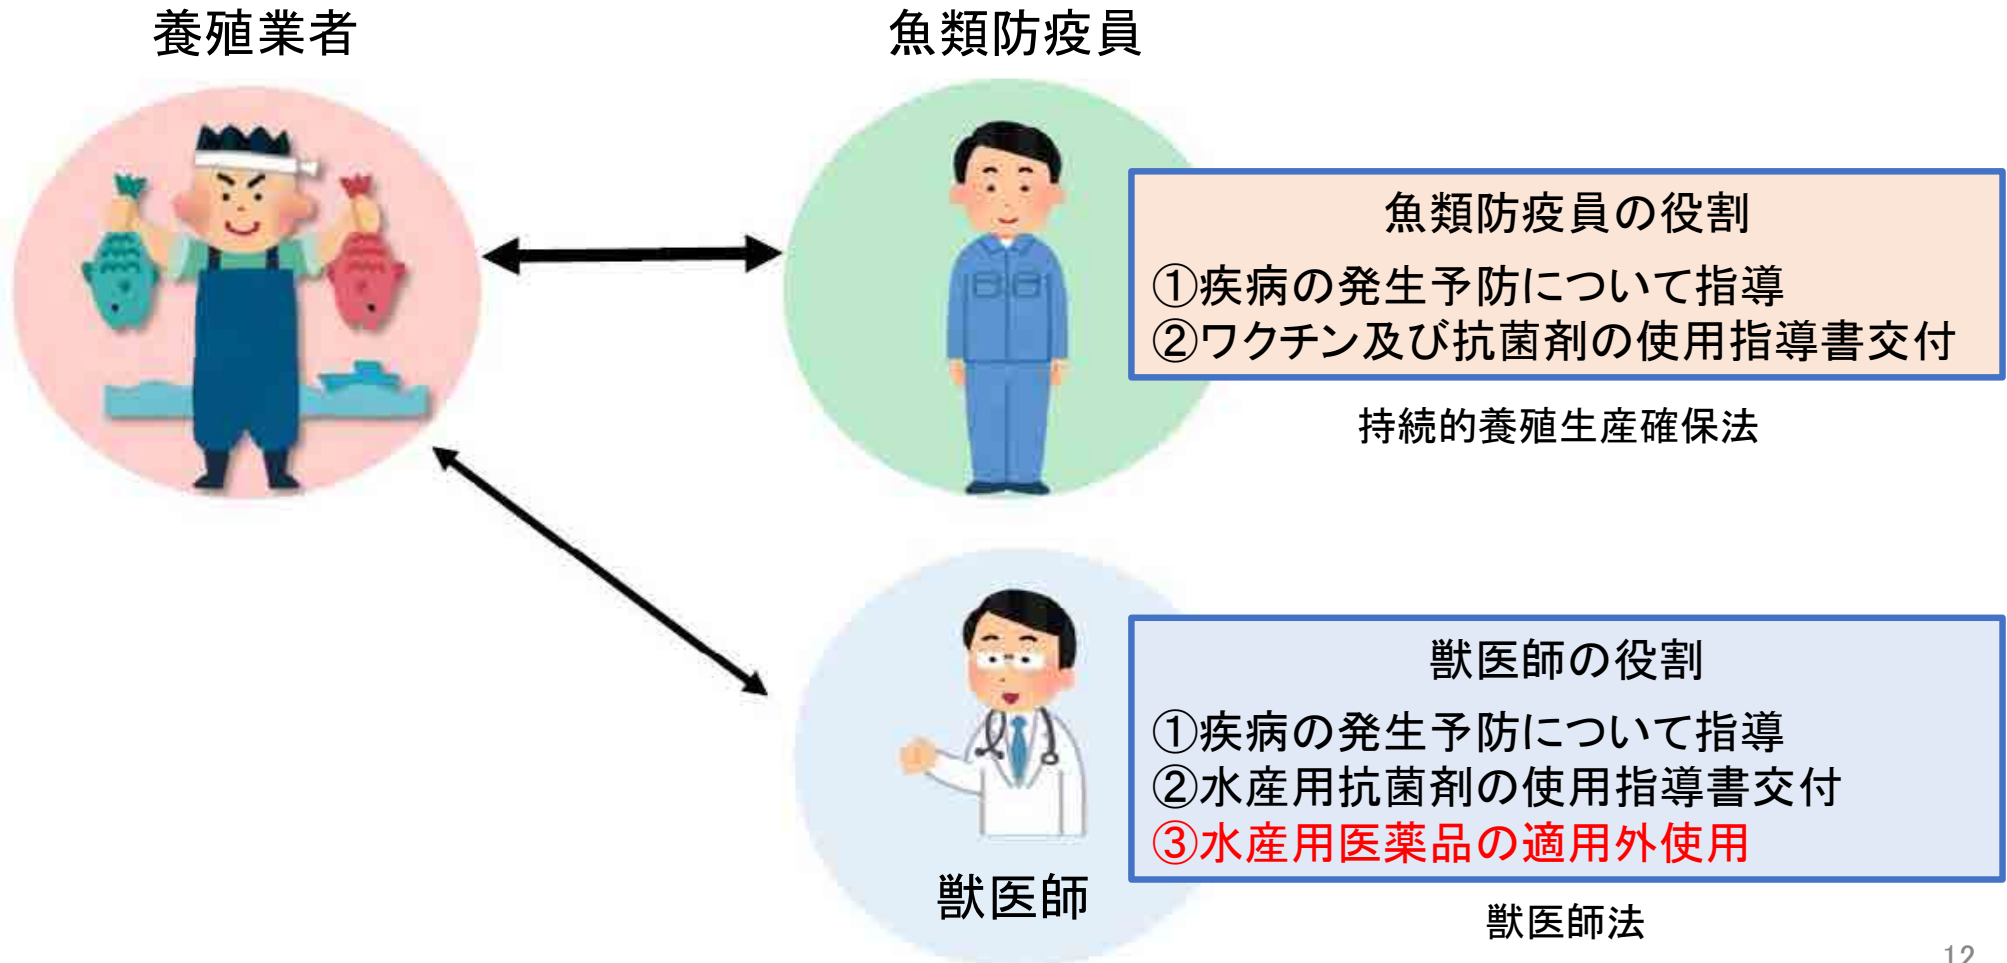 養殖業者
魚類防疫員
魚類防疫員の役割
①疾病の発生予防について指導
②ワクチン及び抗菌剤の使用指導書交付
持続的養殖生産確保法
獣医師の役割
①疾病の発生予防について指導
②水産用抗菌剤の使用指導書交付
③水産用医薬品の適用外使用
獣医師
獣医師法
12